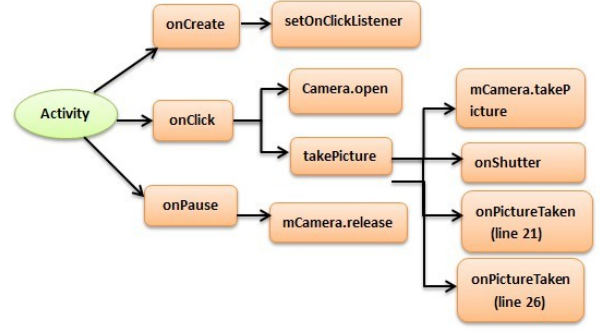 onCreate
setOnClickListener
Activity
onClick
Camera.open
takePicture
mCamera.takeP
icture
onShutter
onPictureTaken
(line 21)
onPictureTaken
(line 26)
onPause
mCamera.release